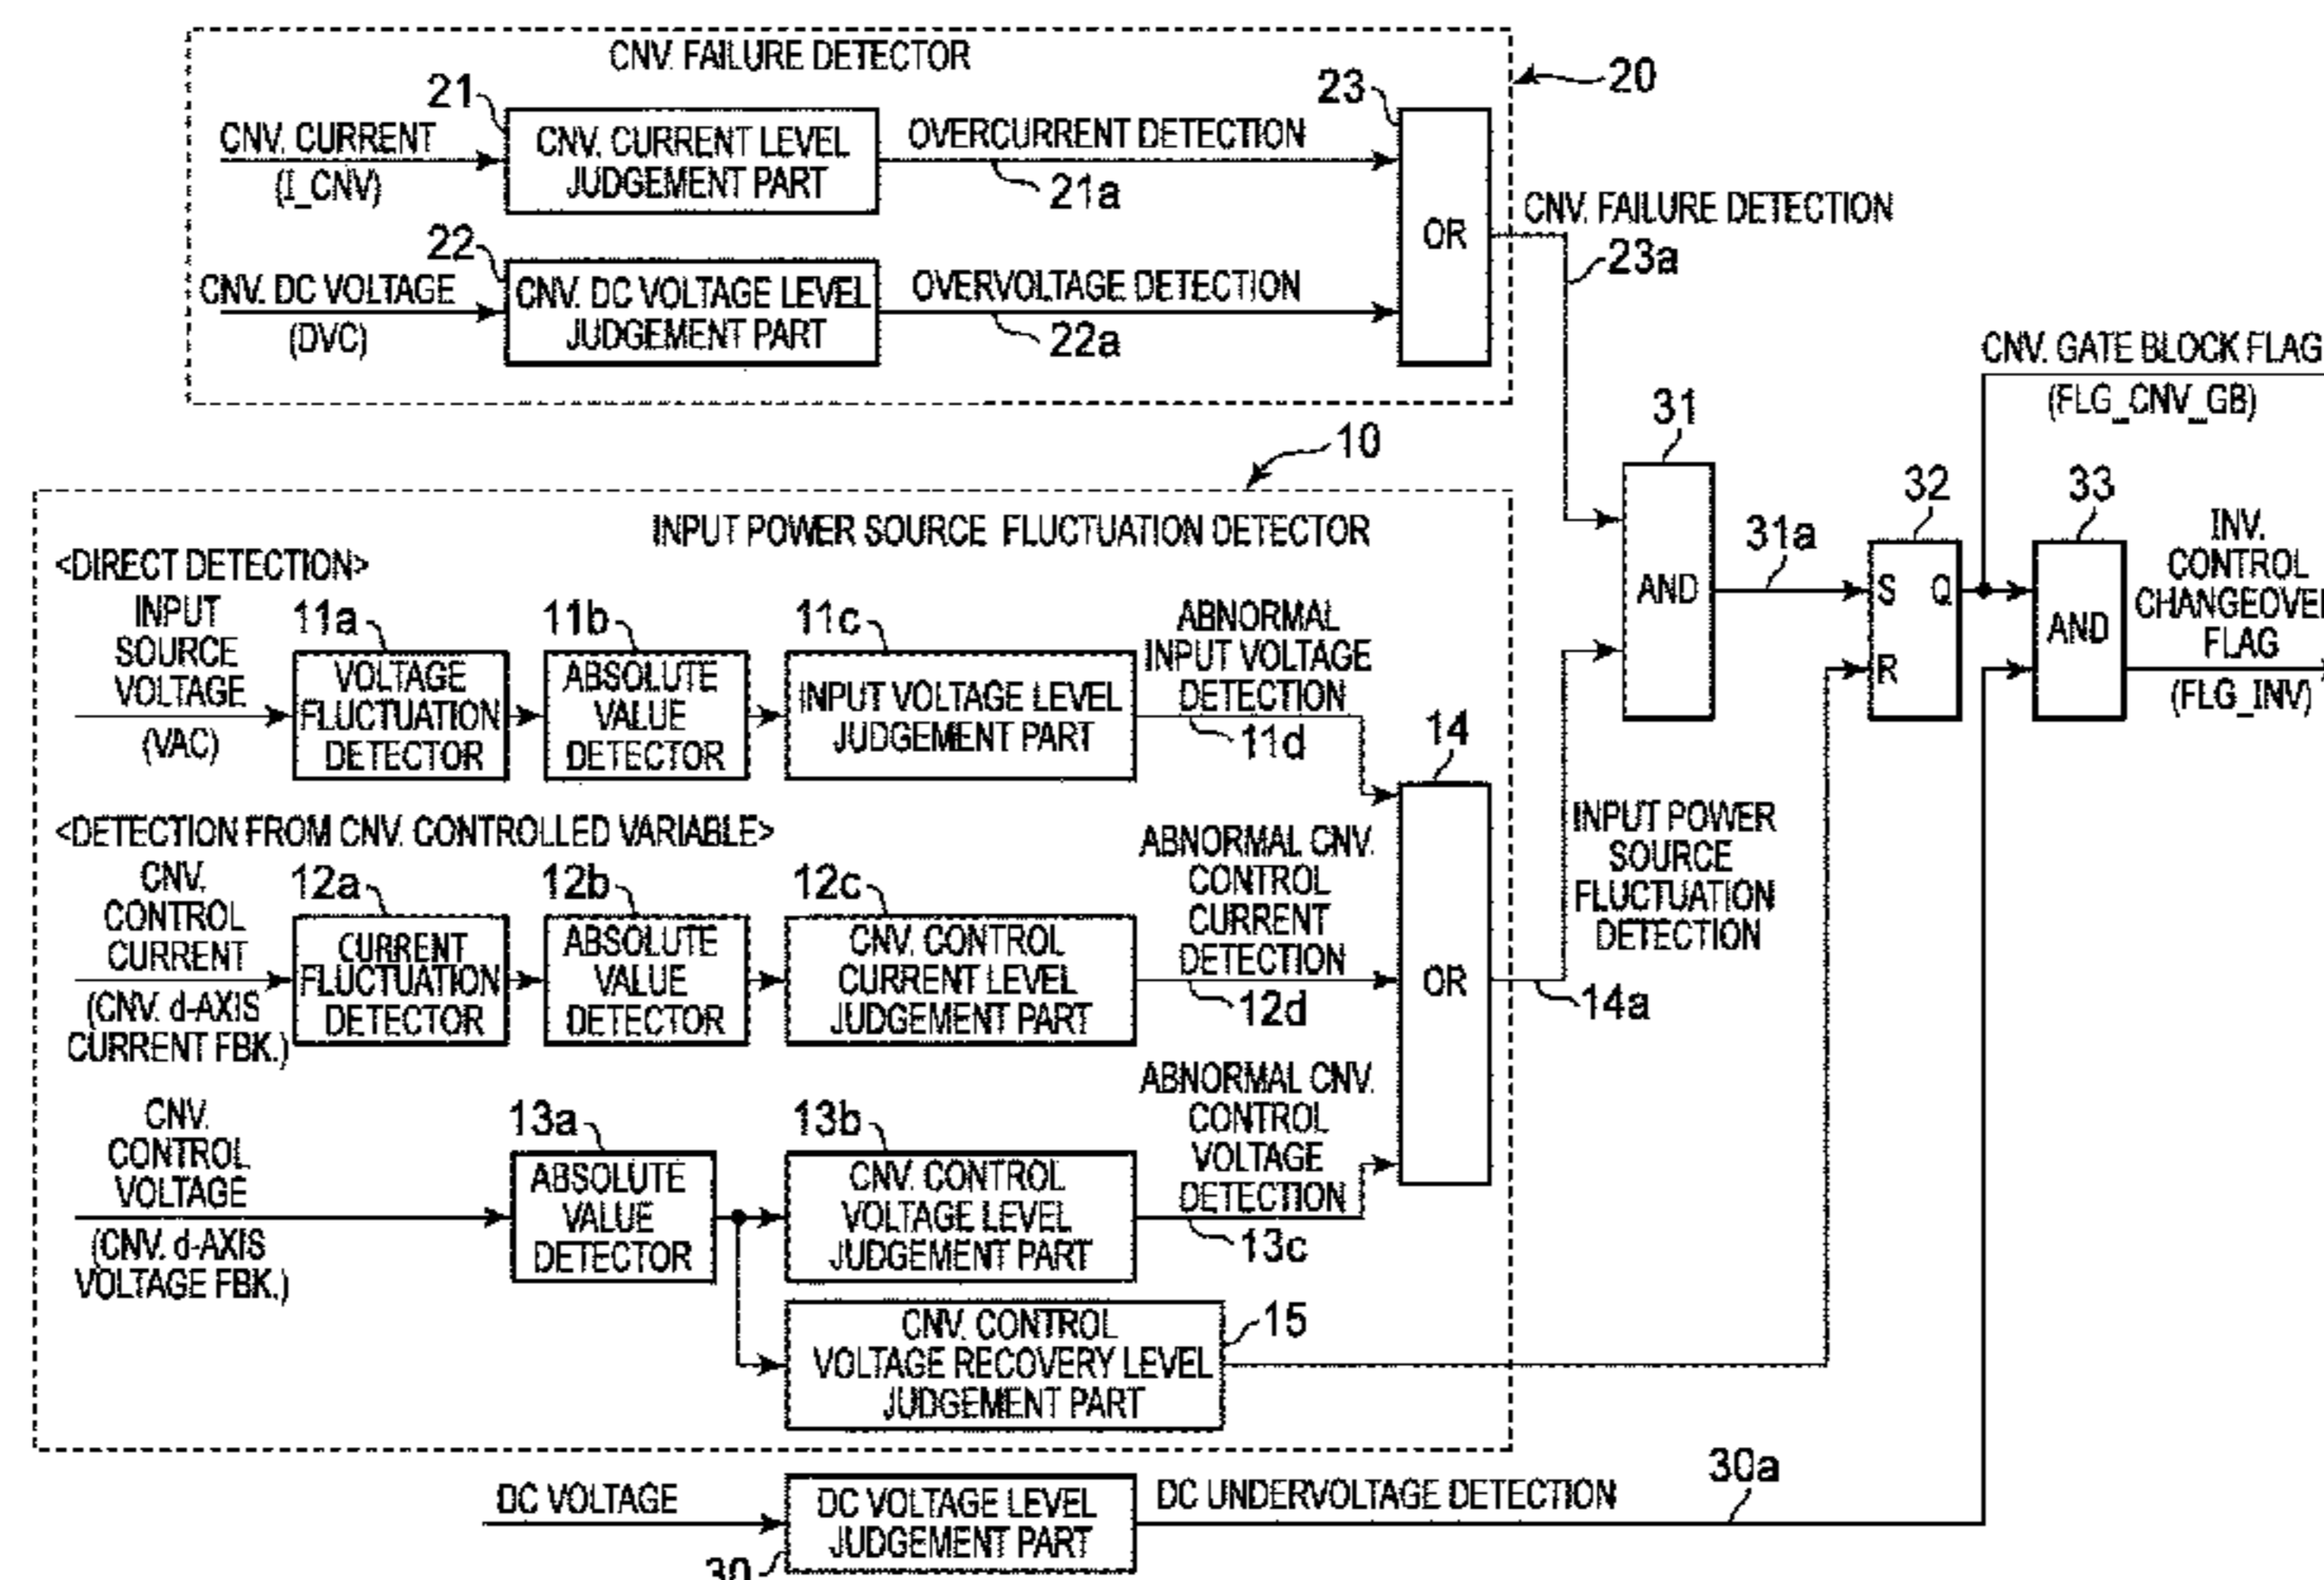 CNV. FAILURE DETECTOR
20
21
23
CNV. CURRENT
(I_CNV)
CNV. CURRENT LEVEL
JUDGEMENT PART
OVERCURRENT DETECTION
21a
OR
CNV. FAILURE DETECTION
23a
22
CNV. DC VOLTAGE
(DVC)
CNV. DC VOLTAGE LEVEL
JUDGEMENT PART
OVERVOLTAGE DETECTION
22a
CNV. GATE BLOCK FLAG
(FLG_CNV_GB)
31
AND
31a
32
S
Q
R
33
AND
INV.
CONTROL
CHANGEOVER
FLAG
(FLG_INV)
10
INPUT POWER SOURCE FLUCTUATION DETECTOR
<DIRECT DETECTION>
INPUT
SOURCE
VOLTAGE
(VAC)
11a
VOLTAGE
FLUCTUATION
DETECTOR
11b
ABSOLUTE
VALUE
DETECTOR
11c
INPUT VOLTAGE LEVEL
JUDGEMENT PART
ABNORMAL
INPUT VOLTAGE
DETECTION
11d
14
OR
INPUT POWER
SOURCE
FLUCTUATION
DETECTION
14a
<DETECTION FROM CNV. CONTROLLED VARIABLE>
CNV.
CONTROL
CURRENT
(CNV. d-AXIS
CURRENT FBK.)
12a
CURRENT
FLUCTUATION
DETECTOR
12b
ABSOLUTE
VALUE
DETECTOR
12c
CNV. CONTROL
CURRENT LEVEL
JUDGEMENT PART
ABNORMAL CNV.
CONTROL
CURRENT
DETECTION
12d
CNV.
CONTROL
VOLTAGE
(CNV. d-AXIS
VOLTAGE FBK.)
13a
ABSOLUTE
VALUE
DETECTOR
13b
CNV. CONTROL
VOLTAGE LEVEL
JUDGEMENT PART
ABNORMAL CNV.
CONTROL
VOLTAGE
DETECTION
13c
CNV. CONTROL
VOLTAGE RECOVERY LEVEL
JUDGEMENT PART
15
DC VOLTAGE
DC VOLTAGE LEVEL
JUDGEMENT PART
30
DC UNDERVOLTAGE DETECTION
30a